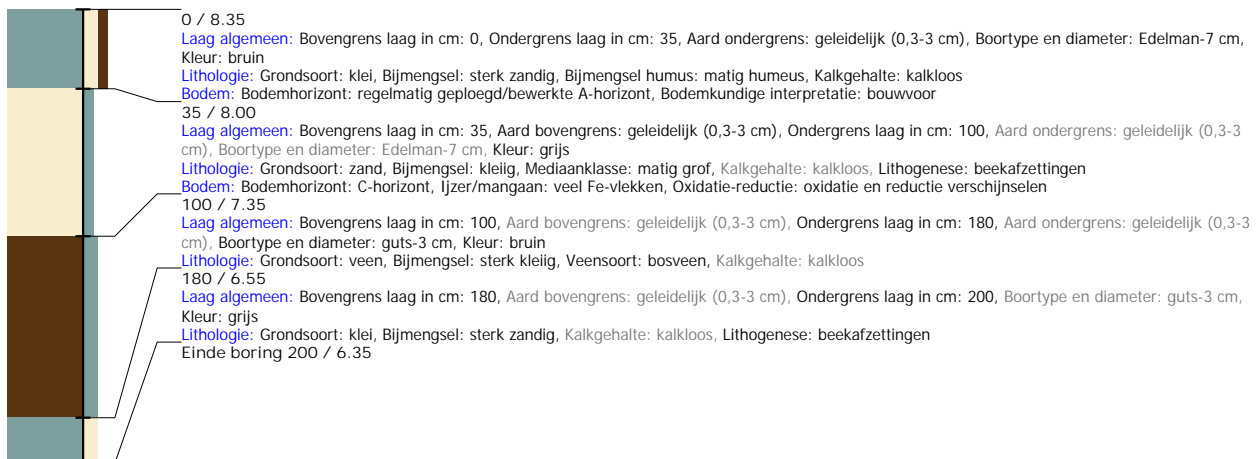 0 / 8.35
Laag algemeen: Bovengrens laag in cm: 0, Ondergrens laag in cm: 35, Aard ondergrens: geleidelijk (0,3-3 cm), Boortype en diameter: Edelman-7 cm,
Kleur: bruin
Lithologie: Grondsoort: klei, Bijmengsel: sterk zandig, Bijmengsel humus: matig humeus, Kalkgehalte: kalkloos
Bodem: Bodemhorizont: regelmatig geploegd/bewerkte A-horizont, Bodemkundige interpretatie: bouwvoor
35 / 8.00
Laag algemeen: Bovengrens laag in cm: 35, Aard bovengrens: geleidelijk (0,3-3 cm), Ondergrens laag in cm: 100, Aard ondergrens: geleidelijk (0,3-3
cm), Boortype en diameter: Edelman-7 cm, Kleur: grijs
Lithologie: Grondsoort: zand, Bijmengsel: kleiig, Mediaanklasse: matig grof, Kalkgehalte: kalkloos, Lithogenese: beekafzettingen
Bodem: Bodemhorizont: C-horizont, Ijzer/mangaan: veel Fe-vlekken, Oxidatie-reductie: oxidatie en reductie verschijnselen
100 / 7.35
Laag algemeen: Bovengrens laag in cm: 100, Aard bovengrens: geleidelijk (0,3-3 cm), Ondergrens laag in cm: 180, Aard ondergrens: geleidelijk (0,3-3
cm), Boortype en diameter: guts-3 cm, Kleur: bruin
Lithologie: Grondsoort: veen, Bijmengsel: sterk kleiig, Veensoort: bosveen, Kalkgehalte: kalkloos
180 / 6.55
Laag algemeen: Bovengrens laag in cm: 180, Aard bovengrens: geleidelijk (0,3-3 cm), Ondergrens laag in cm: 200, Boortype en diameter: guts-3 cm,
Kleur: grijs
Lithologie: Grondsoort: klei, Bijmengsel: sterk zandig, Kalkgehalte: kalkloos, Lithogenese: beekafzettingen
Einde boring 200 / 6.35